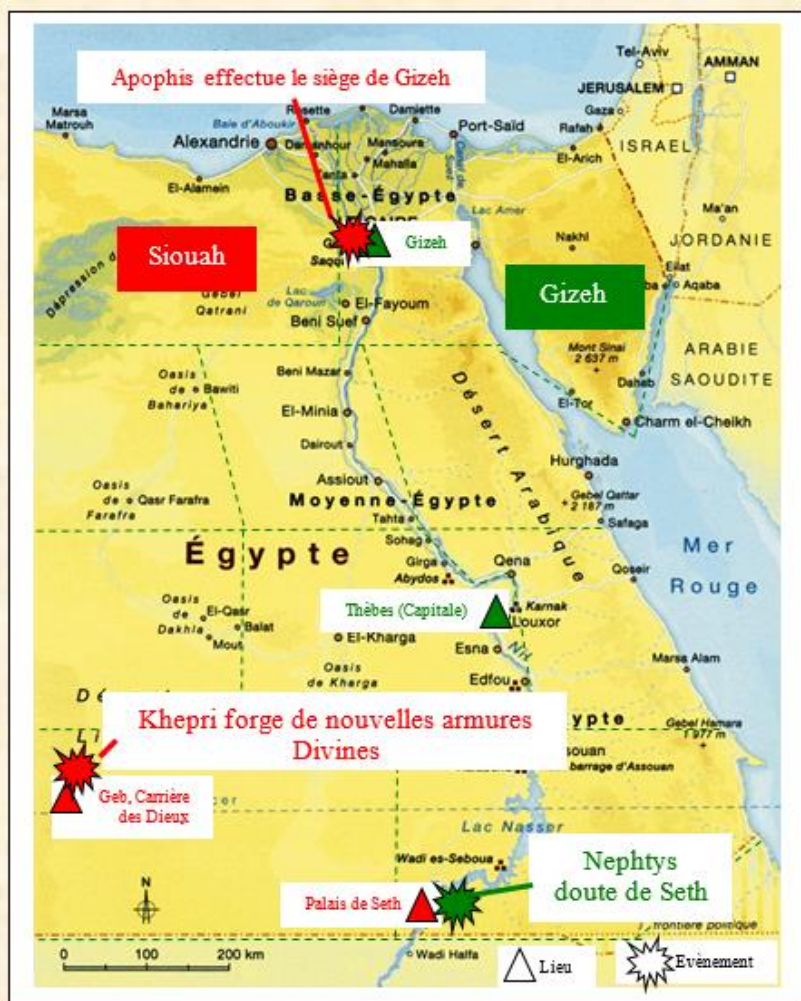 Apophis effectue le siège de Gizeh
Tel-Aviv
AMMAN
JERUSALEM
Gaza
Rafah
ISRAEL
El-Arich
Marsa
Matrouh
Baie d'Aboukir
Damiette
Port-Saïd
Alexandrie
Mansoura
Mahalla
El-Alamein
Basse-Égypte
Lac Amer
Ma'an
JORDANIE
Nakhl
Siouah
Gizeh
Gizeh
Eilat
Aqaba
Qatrani
Lac
de Qaroun
El-Fayoum
Beni Suef
Mont Sinaï
2 637 m
ARABIE
SAOUDITE
Dahab
El-Tor
Charm el-Cheikh
Oasis
de
Bahariya
Bawiti
Beni Mazar
El-Minia
Dairout
Désert Arabique
Hurghada
Assiout
Gebel Qattar
2 187 m
Safaga
Oasis
de
Farafra
Qasr Farafra
Moyenne-Égypte
Tahta
Sohag
Girga
Abydos
Qena
Qoseir
Mer
Rouge
Égypte
Thèbes (Capitale)
Karnak
Louxor
Oasis
de
Dakhla
El-Qasr
Balat
Mout
El-Kharga
Oasis
de Kharga
Esna
Nil
Edfou
Marsa Alam
Khepri forge de nouvelles armures
Divines
Gebel Hamara
1 977 m
barrage d'Assouan
Geb, Carrière
des Dieux
Lac Nasser
Wadi es-Seboua
Nephtys
doute de Seth
Palais de Seth
N
frontière politique
0 100 200 km
Wadi Halfa
Lieu
Evènement